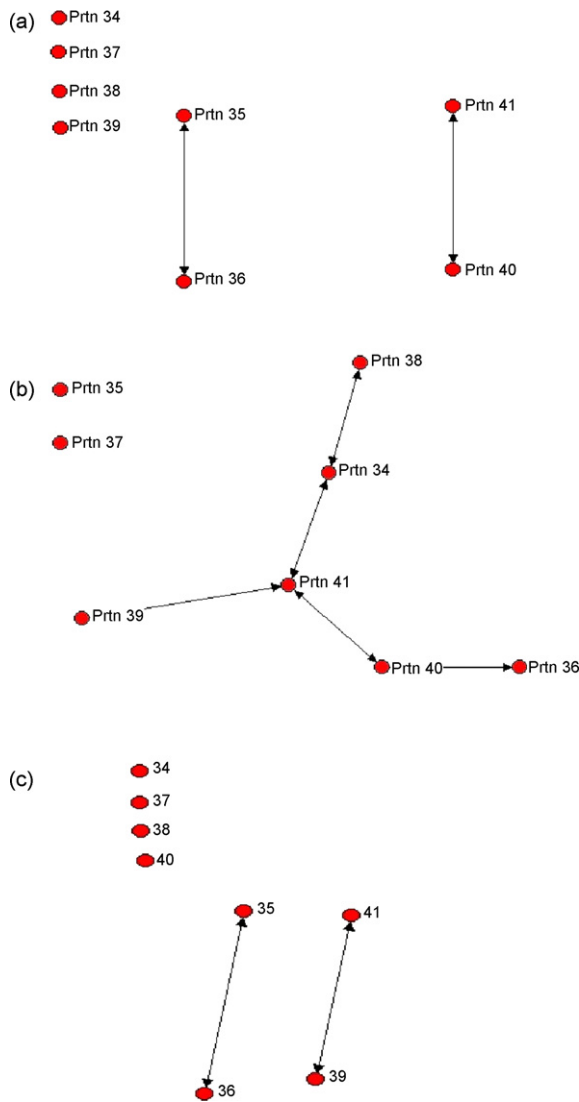 (a)
Prtn 34
Prtn 37
Prtn 38
Prtn 39
Prtn 35
Prtn 41
Prtn 36
Prtn 40
(b)
Prtn 38
Prtn 35
Prtn 37
Prtn 34
Prtn 41
Prtn 39
Prtn 40
Prtn 36
(c)
34
37
38
40
35
41
36
39